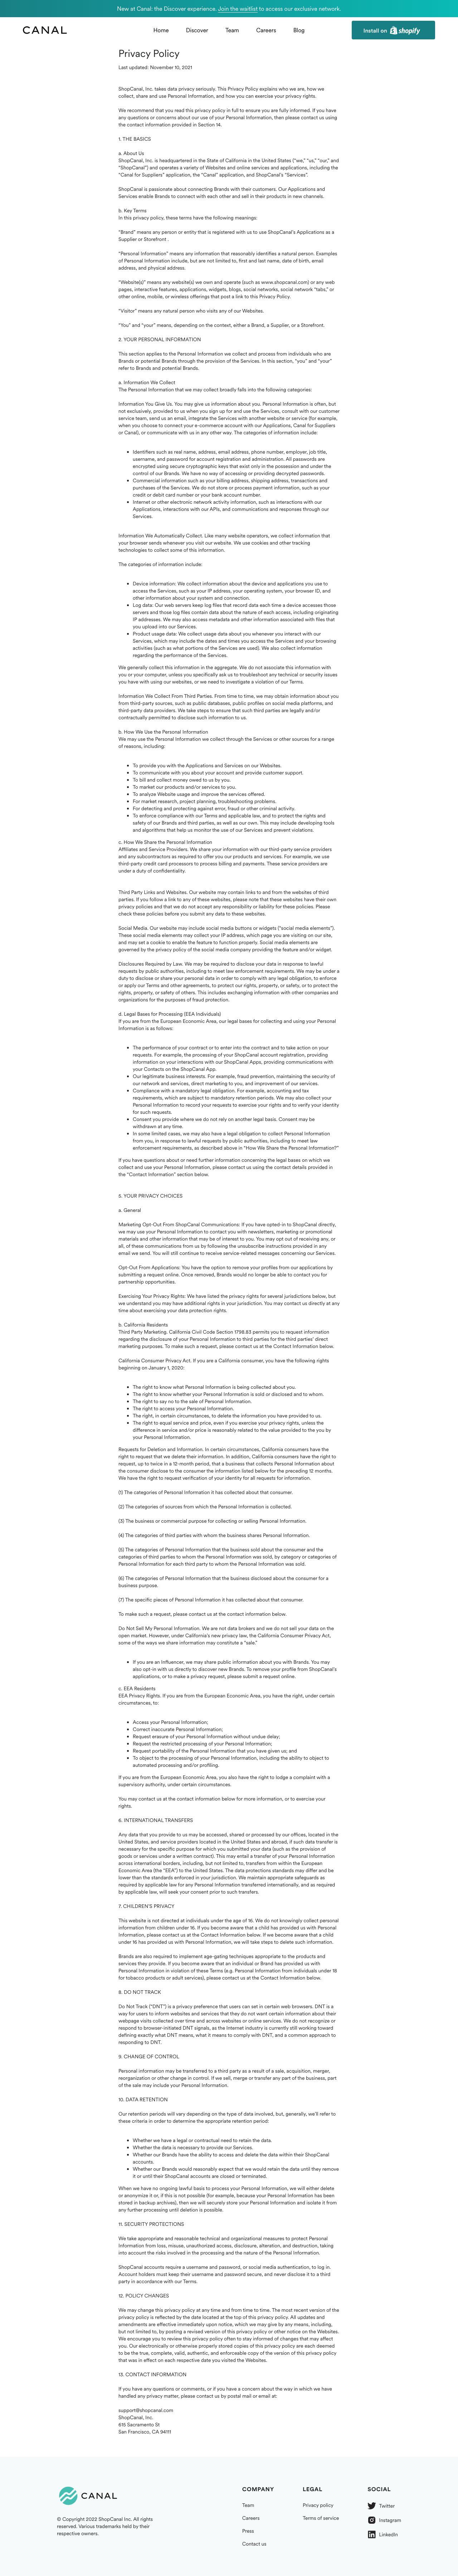 New at Canal: the Discover experience. Join the waitlist to access our exclusive network.
CANAL
Home
Discover
Team
Careers
Blog
Install on shopify
Privacy Policy
Last updated: November 10, 2021
ShopCanal, Inc. takes data privacy seriously. This Privacy Policy explains who we are, how we
collect, share and use Personal Information, and how you can exercise your privacy rights.
We recommend that you read this privacy policy in full to ensure you are fully informed. If you have
any questions or concerns about our use of your Personal Information, then please contact us using
the contact information provided in Section 14.
1. THE BASICS
a. About Us
ShopCanal, Inc. is headquartered in the State of California in the United States ("we," "us," "our," and
"ShopCanal") and operates a variety of Websites and online services and applications, including the
"Canal for Suppliers" application, the "Canal" application, and ShopCanal's "Services".
ShopCanal is passionate about connecting Brands with their customers. Our Applications and
Services enable Brands to connect with each other and sell in their products in new channels.
b. Key Terms
In this privacy policy, these terms have the following meanings:
"Brand" means any person or entity that is registered with us to use ShopCanal's Applications as a
Supplier or Storefront .
"Personal Information" means any information that reasonably identifies a natural person. Examples
of Personal Information include, but are not limited to, first and last name, date of birth, email
address, and physical address.
"Website(s)" means any website(s) we own and operate (such as www.shopcanal.com) or any web
pages, interactive features, applications, widgets, blogs, social networks, social network "tabs," or
other online, mobile, or wireless offerings that post a link to this Privacy Policy.
"Visitor" means any natural person who visits any of our Websites.
"You" and "your" means, depending on the context, either a Brand, a Supplier, or a Storefront.
2. YOUR PERSONAL INFORMATION
This section applies to the Personal Information we collect and process from individuals who are
Brands or potential Brands through the provision of the Services. In this section, "you" and "your"
refer to Brands and potential Brands.
a. Information We Collect
The Personal Information that we may collect broadly falls into the following categories:
Information You Give Us. You may give us information about you. Personal Information is often, but
not exclusively, provided to us when you sign up for and use the Services, consult with our customer
service team, send us an email, integrate the Services with another website or service (for example,
when you choose to connect your e-commerce account with our Applications, Canal for Suppliers
or Canal), or communicate with us in any other way. The categories of information include:
• Identifiers such as real name, address, email address, phone number, employer, job title,
username, and password for account registration and administration. All passwords are
encrypted using secure cryptographic keys that exist only in the possession and under the
control of our Brands. We have no way of accessing or providing decrypted passwords.
• Commercial information such as your billing address, shipping address, transactions and
purchases of the Services. We do not store or process payment information, such as your
credit or debit card number or your bank account number.
• Internet or other electronic network activity information, such as interactions with our
Applications, interactions with our APIs, and communications and responses through our
Services.
Information We Automatically Collect. Like many website operators, we collect information that
your browser sends whenever you visit our website. We use cookies and other tracking
technologies to collect some of this information.
The categories of information include:
• Device information: We collect information about the device and applications you use to
access the Services, such as your IP address, your operating system, your browser ID, and
other information about your system and connection.
• Log data: Our web servers keep log files that record data each time a device accesses those
servers and those log files contain data about the nature of each access, including originating
IP addresses. We may also access metadata and other information associated with files that
you upload into our Services.
• Product usage data: We collect usage data about you whenever you interact with our
Services, which may include the dates and times you access the Services and your browsing
activities (such as what portions of the Services are used). We also collect information
regarding the performance of the Services.
We generally collect this information in the aggregate. We do not associate this information with
you or your computer, unless you specifically ask us to troubleshoot any technical or security issues
you have with using our websites, or we need to investigate a violation of our Terms.
Information We Collect From Third Parties. From time to time, we may obtain information about you
from third-party sources, such as public databases, public profiles on social media platforms, and
third-party data providers. We take steps to ensure that such third parties are legally and/or
contractually permitted to disclose such information to us.
b. How We Use the Personal Information
We may use the Personal Information we collect through the Services or other sources for a range
of reasons, including:
• To provide you with the Applications and Services on our Websites.
• To communicate with you about your account and provide customer support.
• To bill and collect money owed to us by you.
• To market our products and/or services to you.
• To analyze Website usage and improve the services offered.
• For market research, project planning, troubleshooting problems.
• For detecting and protecting against error, fraud or other criminal activity.
• To enforce compliance with our Terms and applicable law, and to protect the rights and
safety of our Brands and third parties, as well as our own. This may include developing tools
and algorithms that help us monitor the use of our Services and prevent violations.
c. How We Share the Personal Information
Affiliates and Service Providers. We share your information with our third-party service providers
and any subcontractors as required to offer you our products and services. For example, we use
third-party credit card processors to process billing and payments. These service providers are
under a duty of confidentiality.
Third Party Links and Websites. Our website may contain links to and from the websites of third
parties. If you follow a link to any of these websites, please note that these websites have their own
privacy policies and that we do not accept any responsibility or liability for these policies. Please
check these policies before you submit any data to these websites.
Social Media. Our website may include social media buttons or widgets ("social media elements").
These social media elements may collect your IP address, which page you are visiting on our site,
and may set a cookie to enable the feature to function properly. Social media elements are
governed by the privacy policy of the social media company providing the feature and/or widget.
Disclosures Required by Law. We may be required to disclose your data in response to lawful
requests by public authorities, including to meet law enforcement requirements. We may be under a
duty to disclose or share your personal data in order to comply with any legal obligation, to enforce
or apply our Terms and other agreements, to protect our rights, property, or safety, or to protect the
rights, property, or safety of others. This includes exchanging information with other companies and
organizations for the purposes of fraud protection.
d. Legal Bases for Processing (EEA Individuals)
If you are from the European Economic Area, our legal bases for collecting and using your Personal
Information is as follows:
• The performance of your contract or to enter into the contract and to take action on your
requests. For example, the processing of your ShopCanal account registration, providing
information on your interactions with our ShopCanal Apps, providing communications with
your Contacts on the ShopCanal App.
• Our legitimate business interests. For example, fraud prevention, maintaining the security of
our network and services, direct marketing to you, and improvement of our services.
• Compliance with a mandatory legal obligation. For example, accounting and tax
requirements, which are subject to mandatory retention periods. We may also collect your
Personal Information to record your requests to exercise your rights and to verify your identity
for such requests.
• Consent you provide where we do not rely on another legal basis. Consent may be
withdrawn at any time.
• In some limited cases, we may also have a legal obligation to collect Personal Information
from you, in response to lawful requests by public authorities, including to meet law
enforcement requirements, as described above in "How We Share the Personal Information?"
If you have questions about or need further information concerning the legal bases on which we
collect and use your Personal Information, please contact us using the contact details provided in
the "Contact Information" section below.
5. YOUR PRIVACY CHOICES
a. General
Marketing Opt-Out From ShopCanal Communications: If you have opted-in to ShopCanal directly,
we may use your Personal Information to contact you with newsletters, marketing or promotional
materials and other information that may be of interest to you. You may opt out of receiving any, or
all, of these communications from us by following the unsubscribe instructions provided in any
email we send. You will still continue to receive service-related messages concerning our Services.
Opt-Out From Applications: You have the option to remove your profiles from our applications by
submitting a request online. Once removed, Brands would no longer be able to contact you for
partnership opportunities.
Exercising Your Privacy Rights: We have listed the privacy rights for several jurisdictions below, but
we understand you may have additional rights in your jurisdiction. You may contact us directly at any
time about exercising your data protection rights.
b. California Residents
Third Party Marketing. California Civil Code Section 1798.83 permits you to request information
regarding the disclosure of your Personal Information to third parties for the third parties' direct
marketing purposes. To make such a request, please contact us at the Contact Information below.
California Consumer Privacy Act. If you are a California consumer, you have the following rights
beginning on January 1, 2020:
• The right to know what Personal Information is being collected about you.
• The right to know whether your Personal Information is sold or disclosed and to whom.
• The right to say no to the sale of Personal Information.
• The right to access your Personal Information.
• The right, in certain circumstances, to delete the information you have provided to us.
• The right to equal service and price, even if you exercise your privacy rights, unless the
difference in service and/or price is reasonably related to the value provided to the you by
your Personal Information.
Requests for Deletion and Information. In certain circumstances, California consumers have the
right to request that we delete their information. In addition, California consumers have the right to
request, up to twice in a 12-month period, that a business that collects Personal Information about
the consumer disclose to the consumer the information listed below for the preceding 12 months.
We have the right to request verification of your identity for all requests for information.
(1) The categories of Personal Information it has collected about that consumer.
(2) The categories of sources from which the Personal Information is collected.
(3) The business or commercial purpose for collecting or selling Personal Information.
(4) The categories of third parties with whom the business shares Personal Information.
(5) The categories of Personal Information that the business sold about the consumer and the
categories of third parties to whom the Personal Information was sold, by category or categories of
Personal Information for each third party to whom the Personal Information was sold.
(6) The categories of Personal Information that the business disclosed about the consumer for a
business purpose.
(7) The specific pieces of Personal Information it has collected about that consumer.
To make such a request, please contact us at the contact information below.
Do Not Sell My Personal Information. We are not data brokers and we do not sell your data on the
open market. However, under California's new privacy law, the California Consumer Privacy Act,
some of the ways we share information may constitute a "sale."
• If you are an Influencer, we may share public information about you with Brands. You may
also opt-in with us directly to discover new Brands. To remove your profile from ShopCanal's
applications, or to make a privacy request, please submit a request online.
c. EEA Residents
EEA Privacy Rights. If you are from the European Economic Area, you have the right, under certain
circumstances, to:
• Access your Personal Information;
• Correct inaccurate Personal Information;
• Request erasure of your Personal Information without undue delay;
• Request the restricted processing of your Personal Information;
• Request portability of the Personal Information that you have given us; and
• To object to the processing of your Personal Information, including the ability to object to
automated processing and/or profiling.
If you are from the European Economic Area, you also have the right to lodge a complaint with a
supervisory authority, under certain circumstances.
You may contact us at the contact information below for more information, or to exercise your
rights.
6. INTERNATIONAL TRANSFERS
Any data that you provide to us may be accessed, shared or processed by our offices, located in the
United States, and service providers located in the United States and abroad, if such data transfer is
necessary for the specific purpose for which you submitted your data (such as the provision of
goods or services under a written contract). This may entail a transfer of your Personal Information
across international borders, including, but not limited to, transfers from within the European
Economic Area (the "EEA") to the United States. The data protections standards may differ and be
lower than the standards enforced in your jurisdiction. We maintain appropriate safeguards as
required by applicable law for any Personal Information transferred internationally, and as required
by applicable law, will seek your consent prior to such transfers.
7. CHILDREN'S PRIVACY
This website is not directed at individuals under the age of 16. We do not knowingly collect personal
information from children under 16. If you become aware that a child has provided us with Personal
Information, please contact us at the Contact Information below. If we become aware that a child
under 16 has provided us with Personal Information, we will take steps to delete such information.
Brands are also required to implement age-gating techniques appropriate to the products and
services they provide. If you become aware that an individual or Brand has provided us with
Personal Information in violation of these Terms (e.g. Personal Information from individuals under 18
for tobacco products or adult services), please contact us at the Contact Information below.
8. DO NOT TRACK
Do Not Track ("DNT") is a privacy preference that users can set in certain web browsers. DNT is a
way for users to inform websites and services that they do not want certain information about their
webpage visits collected over time and across websites or online services. We do not recognize or
respond to browser-initiated DNT signals, as the Internet industry is currently still working toward
defining exactly what DNT means, what it means to comply with DNT, and a common approach to
responding to DNT.
9. CHANGE OF CONTROL
Personal information may be transferred to a third party as a result of a sale, acquisition, merger,
reorganization or other change in control. If we sell, merge or transfer any part of the business, part
of the sale may include your Personal Information.
10. DATA RETENTION
Our retention periods will vary depending on the type of data involved, but, generally, we'll refer to
these criteria in order to determine the appropriate retention period:
• Whether we have a legal or contractual need to retain the data.
• Whether the data is necessary to provide our Services.
• Whether our Brands have the ability to access and delete the data within their ShopCanal
accounts.
• Whether our Brands would reasonably expect that we would retain the data until they remove
it or until their ShopCanal accounts are closed or terminated.
When we have no ongoing lawful basis to process your Personal Information, we will either delete
or anonymize it or, if this is not possible (for example, because your Personal Information has been
stored in backup archives), then we will securely store your Personal Information and isolate it from
any further processing until deletion is possible.
11. SECURITY PROTECTIONS
We take appropriate and reasonable technical and organizational measures to protect Personal
Information from loss, misuse, unauthorized access, disclosure, alteration, and destruction, taking
into account the risks involved in the processing and the nature of the Personal Information.
ShopCanal accounts require a username and password, or social media authentication, to log in.
Account holders must keep their username and password secure, and never disclose it to a third
party in accordance with our Terms.
12. POLICY CHANGES
We may change this privacy policy at any time and from time to time. The most recent version of the
privacy policy is reflected by the date located at the top of this privacy policy. All updates and
amendments are effective immediately upon notice, which we may give by any means, including,
but not limited to, by posting a revised version of this privacy policy or other notice on the Websites.
We encourage you to review this privacy policy often to stay informed of changes that may affect
you. Our electronically or otherwise properly stored copies of this privacy policy are each deemed
to be the true, complete, valid, authentic, and enforceable copy of the version of this privacy policy
that was in effect on each respective date you visited the Websites.
13. CONTACT INFORMATION
If you have any questions or comments, or if you have a concern about the way in which we have
handled any privacy matter, please contact us by postal mail or email at:
support@shopcanal.com
ShopCanal, Inc.
615 Sacramento St
San Francisco, CA 94111
CANAL
© Copyright 2022 ShopCanal Inc. All rights
reserved. Various trademarks held by their
respective owners.
COMPANY
Team
Careers
Press
Contact us
LEGAL
Privacy policy
Terms of service
SOCIAL
Twitter
Instagram
LinkedIn